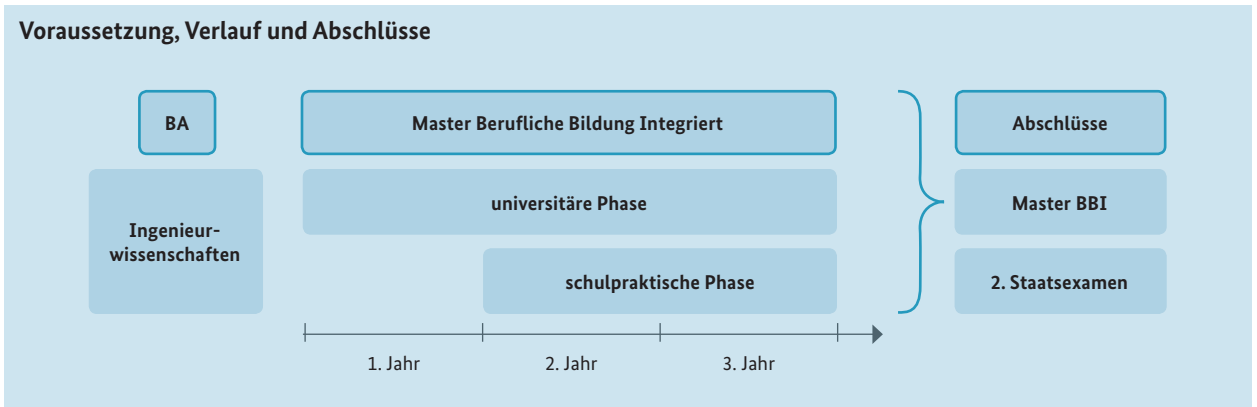 Voraussetzung, Verlauf und Abschlüsse
BA
Master Berufliche Bildung Integriert
Abschlüsse
Ingenieur-
wissenschaften
universitäre Phase
Master BBI
schulpraktische Phase
2. Staatsexamen
1. Jahr
2. Jahr
3. Jahr